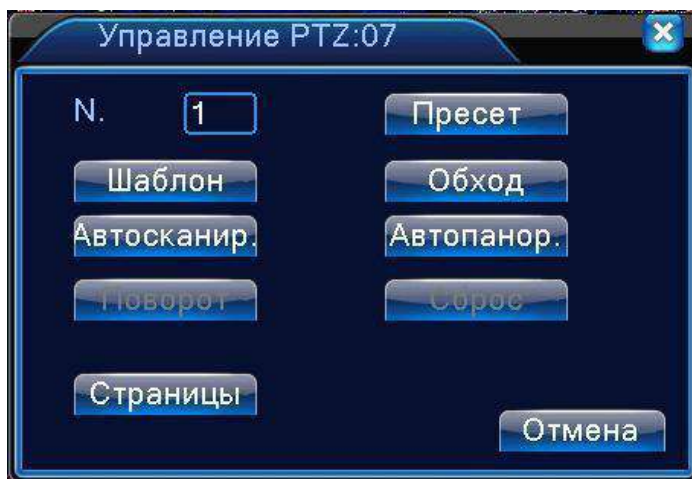 Управление PTZ:07
N. 1 Пресет
Шаблон Обход
Автосканир. Автопанор.
Поворот Сброс
Страницы
Отмена